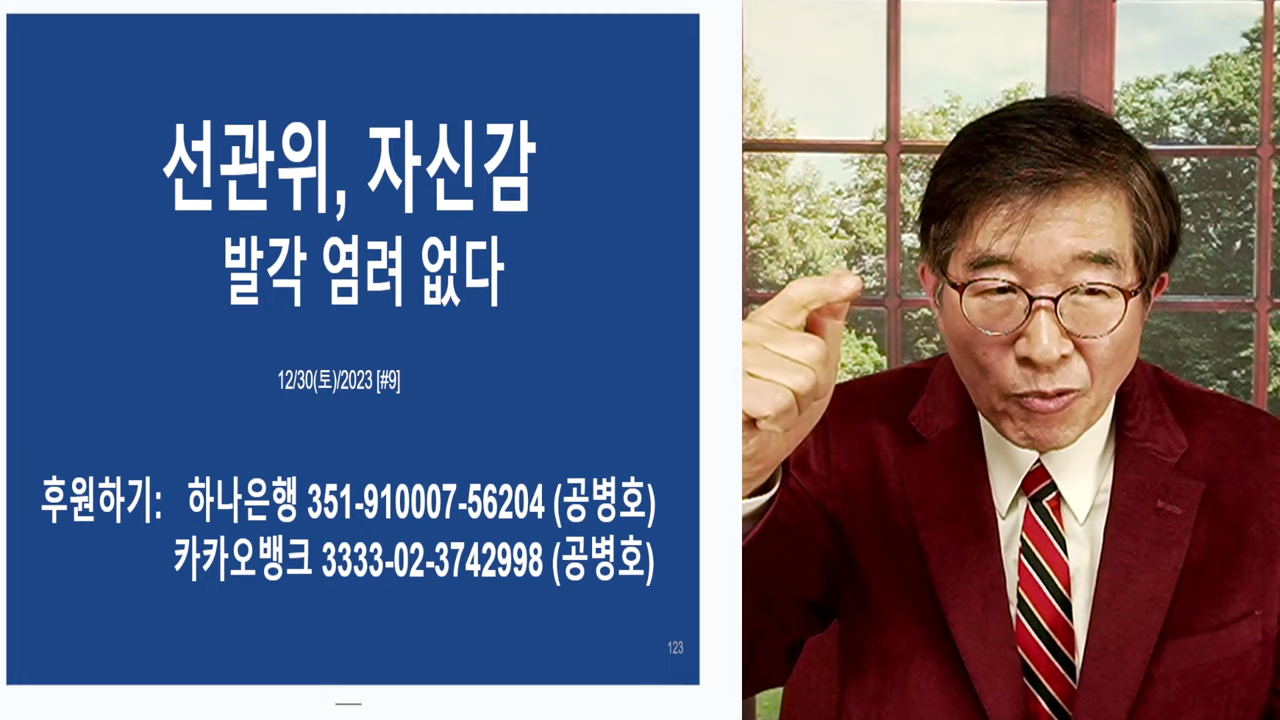 선관위, 자신감
발각 염려 없다
12/30(토)/2023 [#9]
후원하기: 하나은행 351-910007-56204 (공병호)
카카오뱅크 3333-02-3742998 (공병호)
123